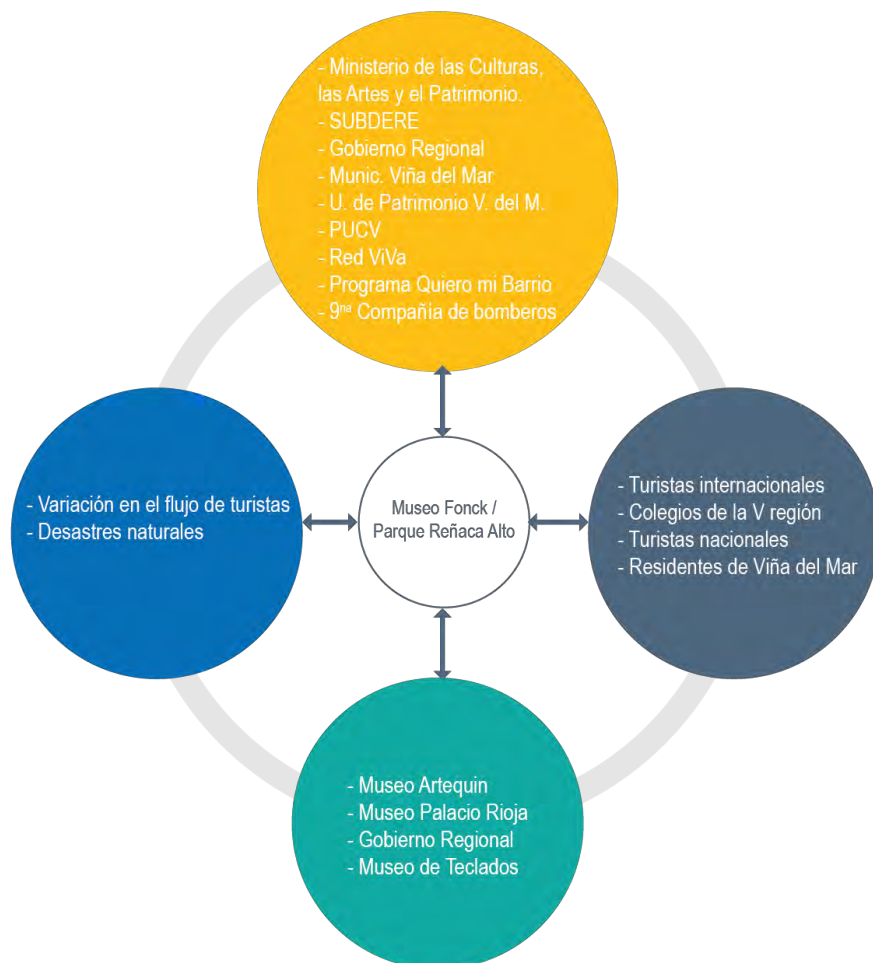 - Ministerio de las Culturas,
las Artes y el Patrimonio.
- SUBDERE
- Gobierno Regional
- Munic. Viña del Mar
- U. de Patrimonio V. del M.
- PUCV
- Red ViVa
- Programa Quiero mi Barrio
- 9na Compañía de bomberos
- Variación en el flujo de turistas
- Desastres naturales
Museo Fonck /
Parque Reñaca Alto
- Turistas internacionales
- Colegios de la V región
- Turistas nacionales
- Residentes de Viña del Mar
- Museo Artequin
- Museo Palacio Rioja
- Gobierno Regional
- Museo de Teclados